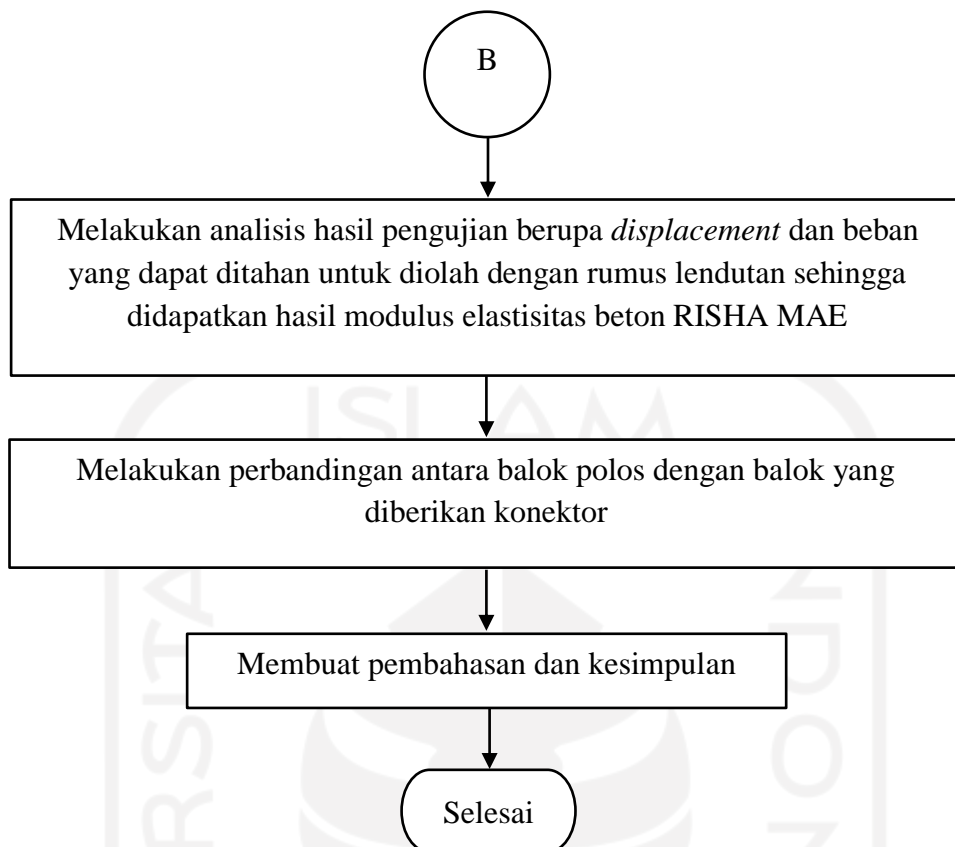 B
Melakukan analisis hasil pengujian berupa displacement dan beban
yang dapat ditahan untuk diolah dengan rumus lendutan sehingga
didapatkan hasil modulus elastisitas beton RISHA MAE
ISLAM
Melakukan perbandingan antara balok polos dengan balok yang
diberikan konektor
Membuat pembahasan dan kesimpulan
Selesai